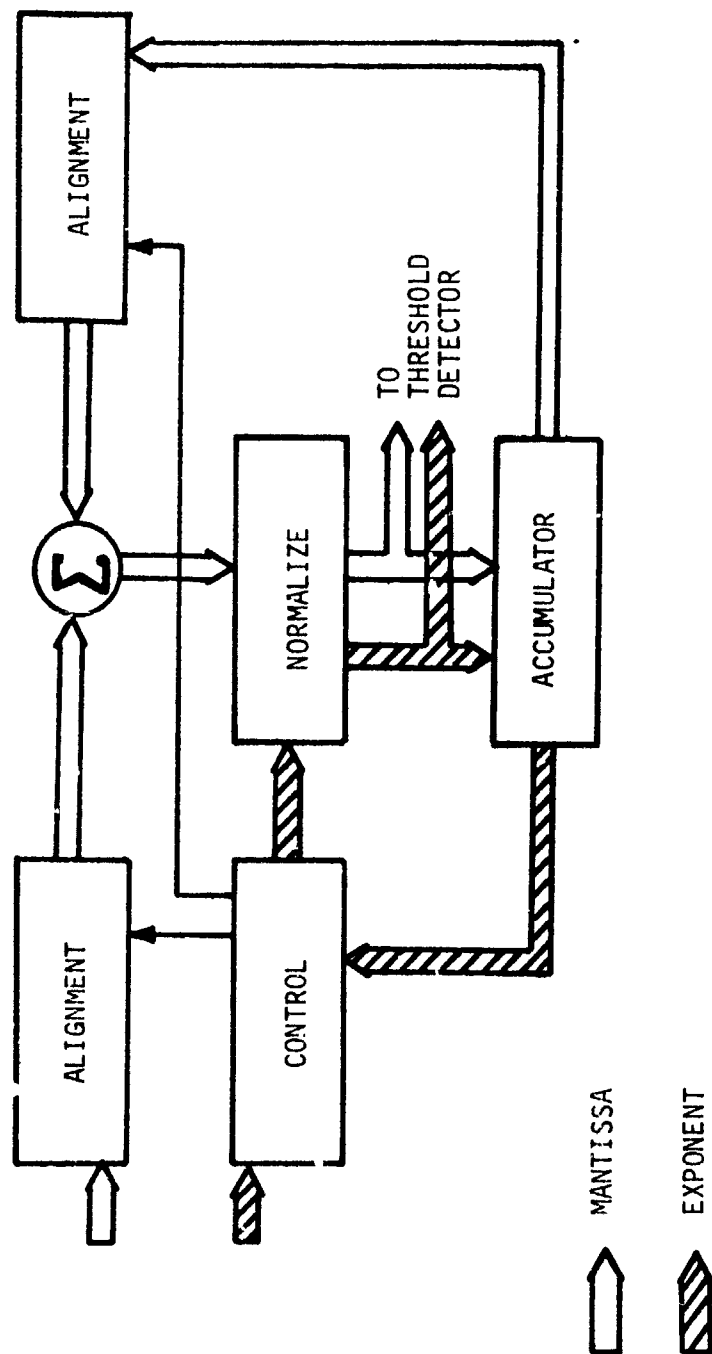 ALIGNMENT
ALIGNMENT
Σ
CONTROL
NORMALIZE
TO
THRESHOLD
DETECTOR
ACCUMULATOR
MANTISSA
EXPONENT